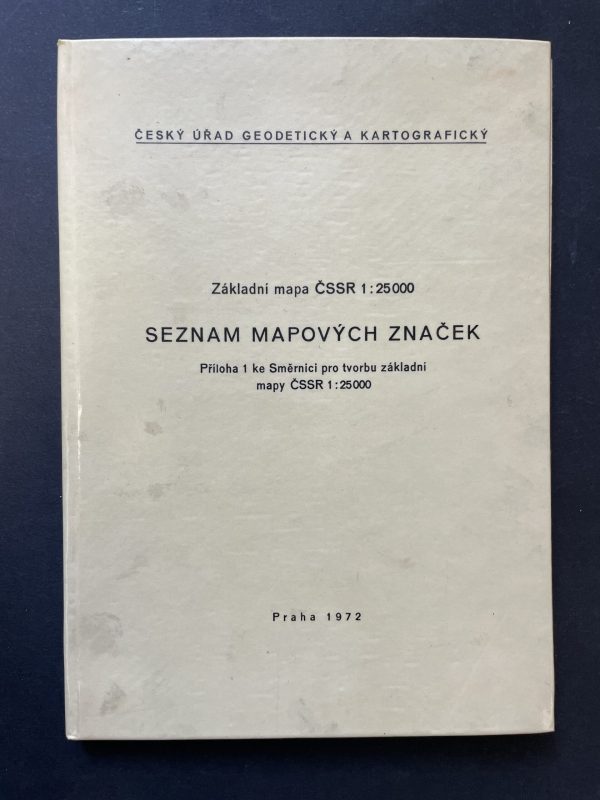 ČESKÝ ÚŘAD GEODETICKÝ A KARTOGRAFICKÝ
Základní mapa ČSSR 1:25000
SEZNAM MAPOVÝCH ZNAČEK
Příloha 1 ke Směrnici pro tvorbu základní
mapy ČSSR 1:25000
Praha 1972